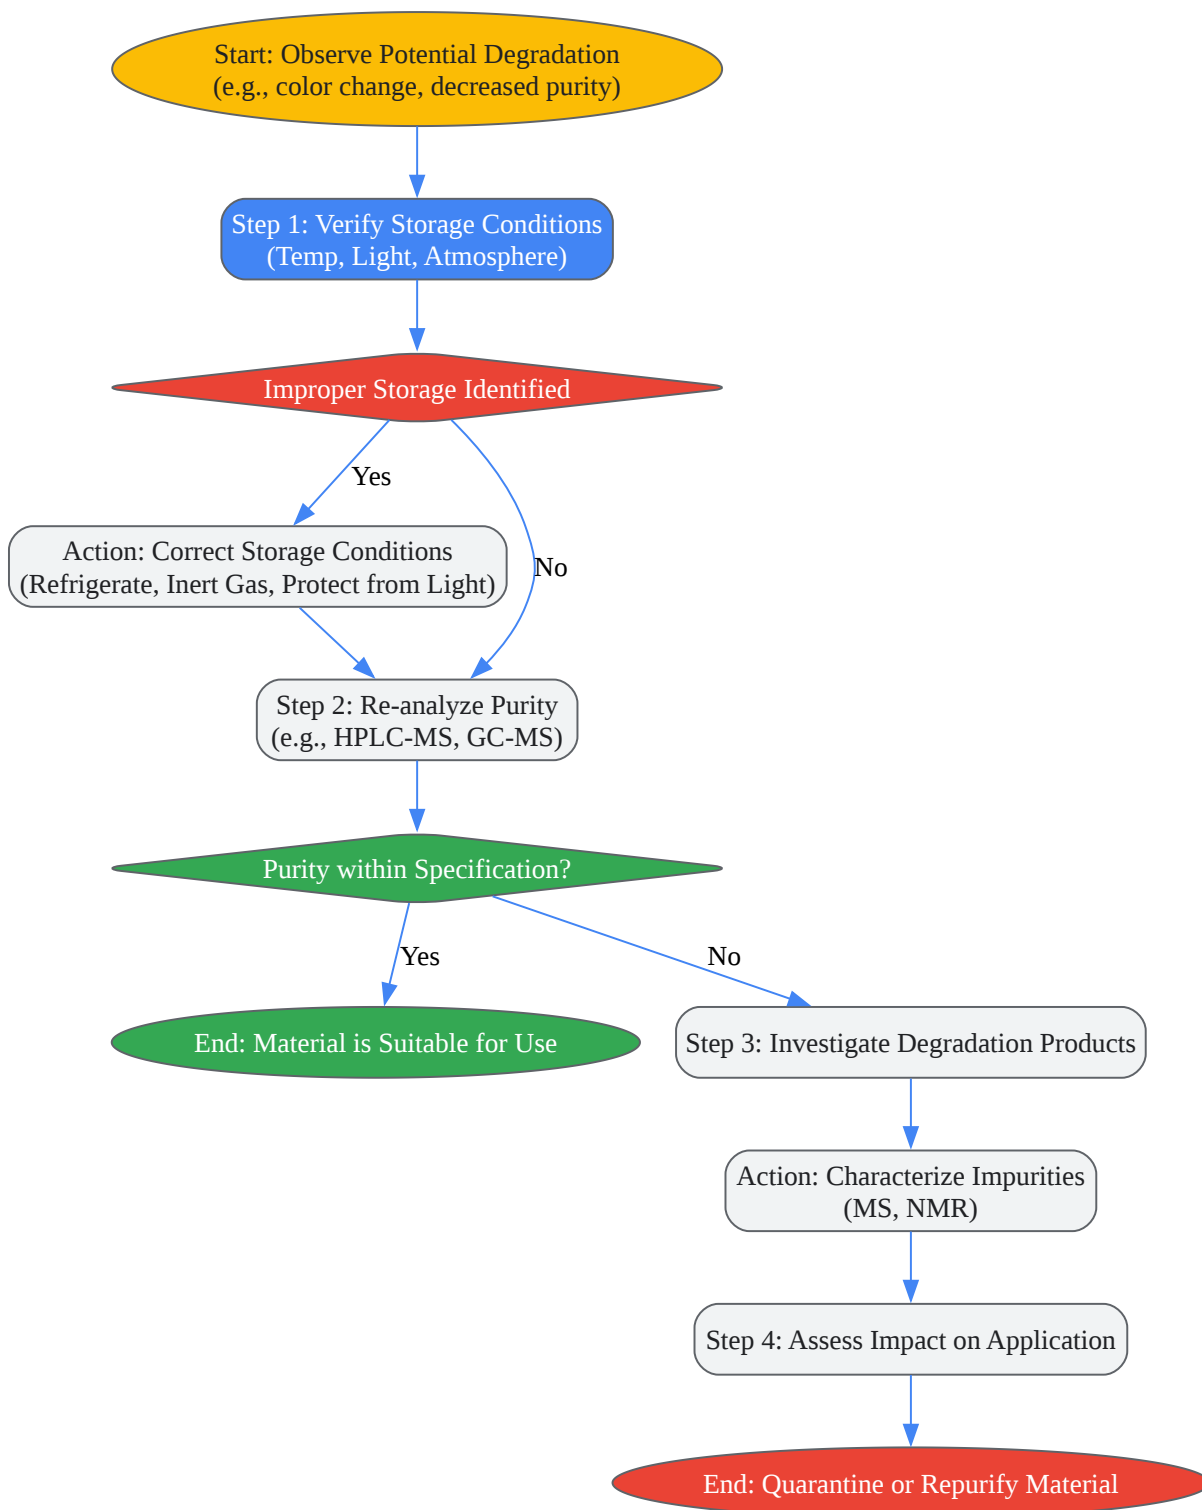 Start: Observe Potential Degradation
(e.g., color change, decreased purity)
Step 1: Verify Storage Conditions
(Temp, Light, Atmosphere)
Improper Storage Identified
Yes
Action: Correct Storage Conditions
(Refrigerate, Inert Gas, Protect from Light)
No
Step 2: Re-analyze Purity
(e.g., HPLC-MS, GC-MS)
Purity within Specification?
Yes
No
End: Material is Suitable for Use
Step 3: Investigate Degradation Products
Action: Characterize Impurities
(MS, NMR)
Step 4: Assess Impact on Application
End: Quarantine or Repurify Material